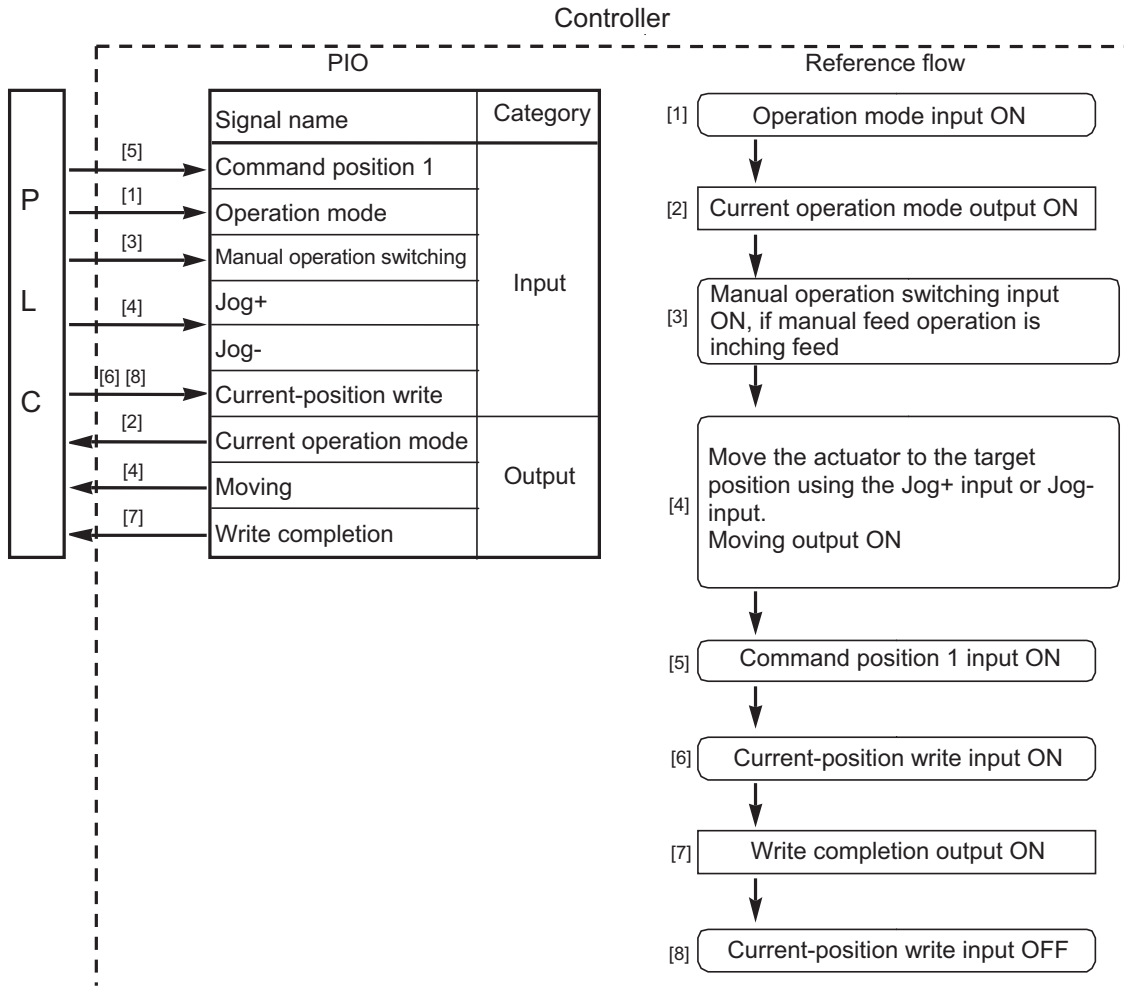 Controller
PIO
Reference flow
P
L
C
Signal name
Category
[5]
Command position 1
[1]
Operation mode
[3]
Manual operation switching
Input
[4]
Jog+
Jog-
[6] [8]
Current-position write
[2]
Current operation mode
Output
[4]
Moving
[7]
Write completion
[1]
Operation mode input ON
[2]
Current operation mode output ON
[3]
Manual operation switching input
ON, if manual feed operation is
inching feed
[4]
Move the actuator to the target
position using the Jog+ input or Jog-
input.
Moving output ON
[5]
Command position 1 input ON
[6]
Current-position write input ON
[7]
Write completion output ON
[8]
Current-position write input OFF